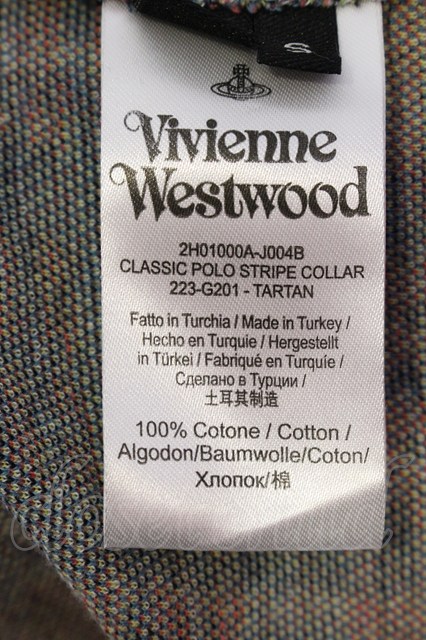 S
Vivienne
Westwood
2H01000A-J004B
CLASSIC POLO STRIPE COLLAR
223-G201 - TARTAN
Fatto in Turchia / Made in Turkey /
Hecho en Turquie / Hergestellt
in Türkei / Fabriqué en Turquíe /
Сделано в Турции /
土耳其制造
100% Cotone / Cotton /
Algodon/Baumwolle/Coton/
Хлопок/棉